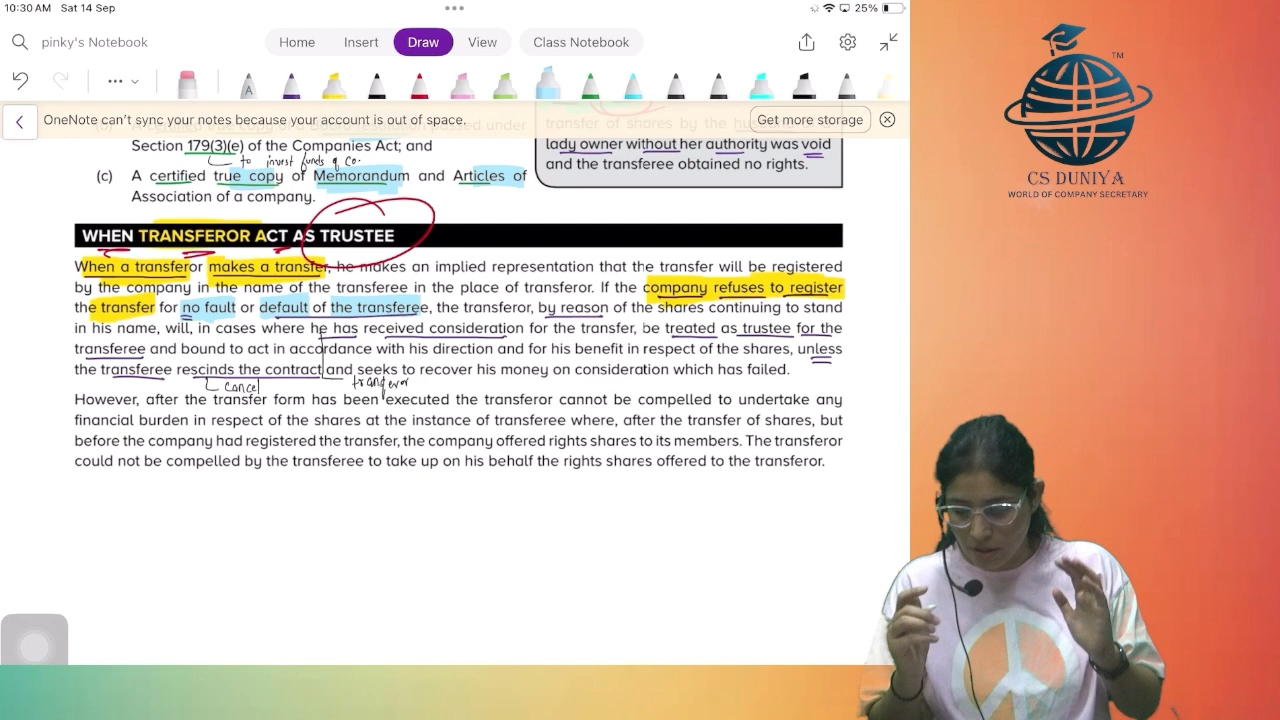 10:30 AM Sat 14 Sep
25%
pinky's Notebook
Home Insert Draw View Class Notebook
OneNote can't sync your notes because your account is out of space.
Get more storage
Section 179(3)(e) of the Companies Act; and
to invest funds of co.
(c) A certified true copy of Memorandum and Articles of
Association of a company.
transfer of shares by the husband
lady owner without her authority was void
and the transferee obtained no rights.
WHEN TRANSFEROR ACT AS TRUSTEE
When a transferor makes a transfer, he makes an implied representation that the transfer will be registered
by the company in the name of the transferee in the place of transferor. If the company refuses to register
the transfer for no fault or default of the transferee, the transferor, by reason of the shares continuing to stand
in his name, will, in cases where he has received consideration for the transfer, be treated as trustee for the
transferee and bound to act in accordance with his direction and for his benefit in respect of the shares, unless
the transferee rescinds the contract and seeks to recover his money on consideration which has failed.
cancel
transferor
However, after the transfer form has been executed the transferor cannot be compelled to undertake any
financial burden in respect of the shares at the instance of transferee where, after the transfer of shares, but
before the company had registered the transfer, the company offered rights shares to its members. The transferor
could not be compelled by the transferee to take up on his behalf the rights shares offered to the transferor.
TM
CS DUNIYA
WORLD OF COMPANY SECRETARY